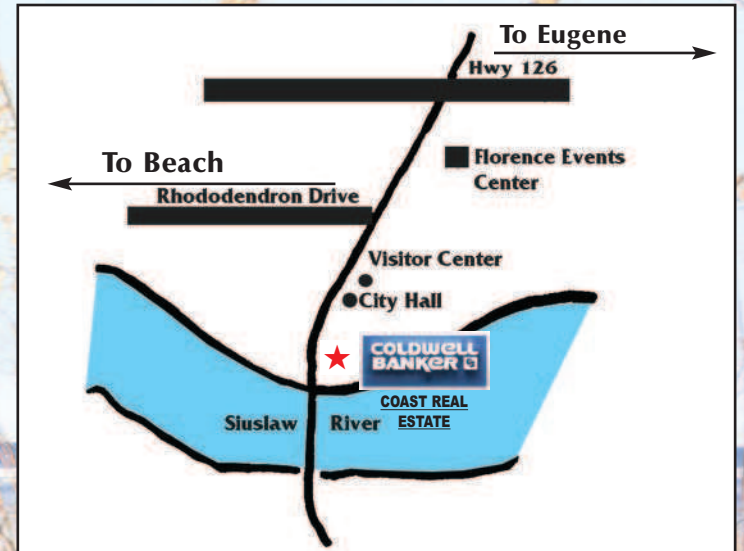 To Eugene
Hwy 126
To Beach
Florence Events
Center
Rhododendron Drive
Visitor Center
City Hall
COLDWELL
BANKER
COAST REAL
ESTATE
Siuslaw River